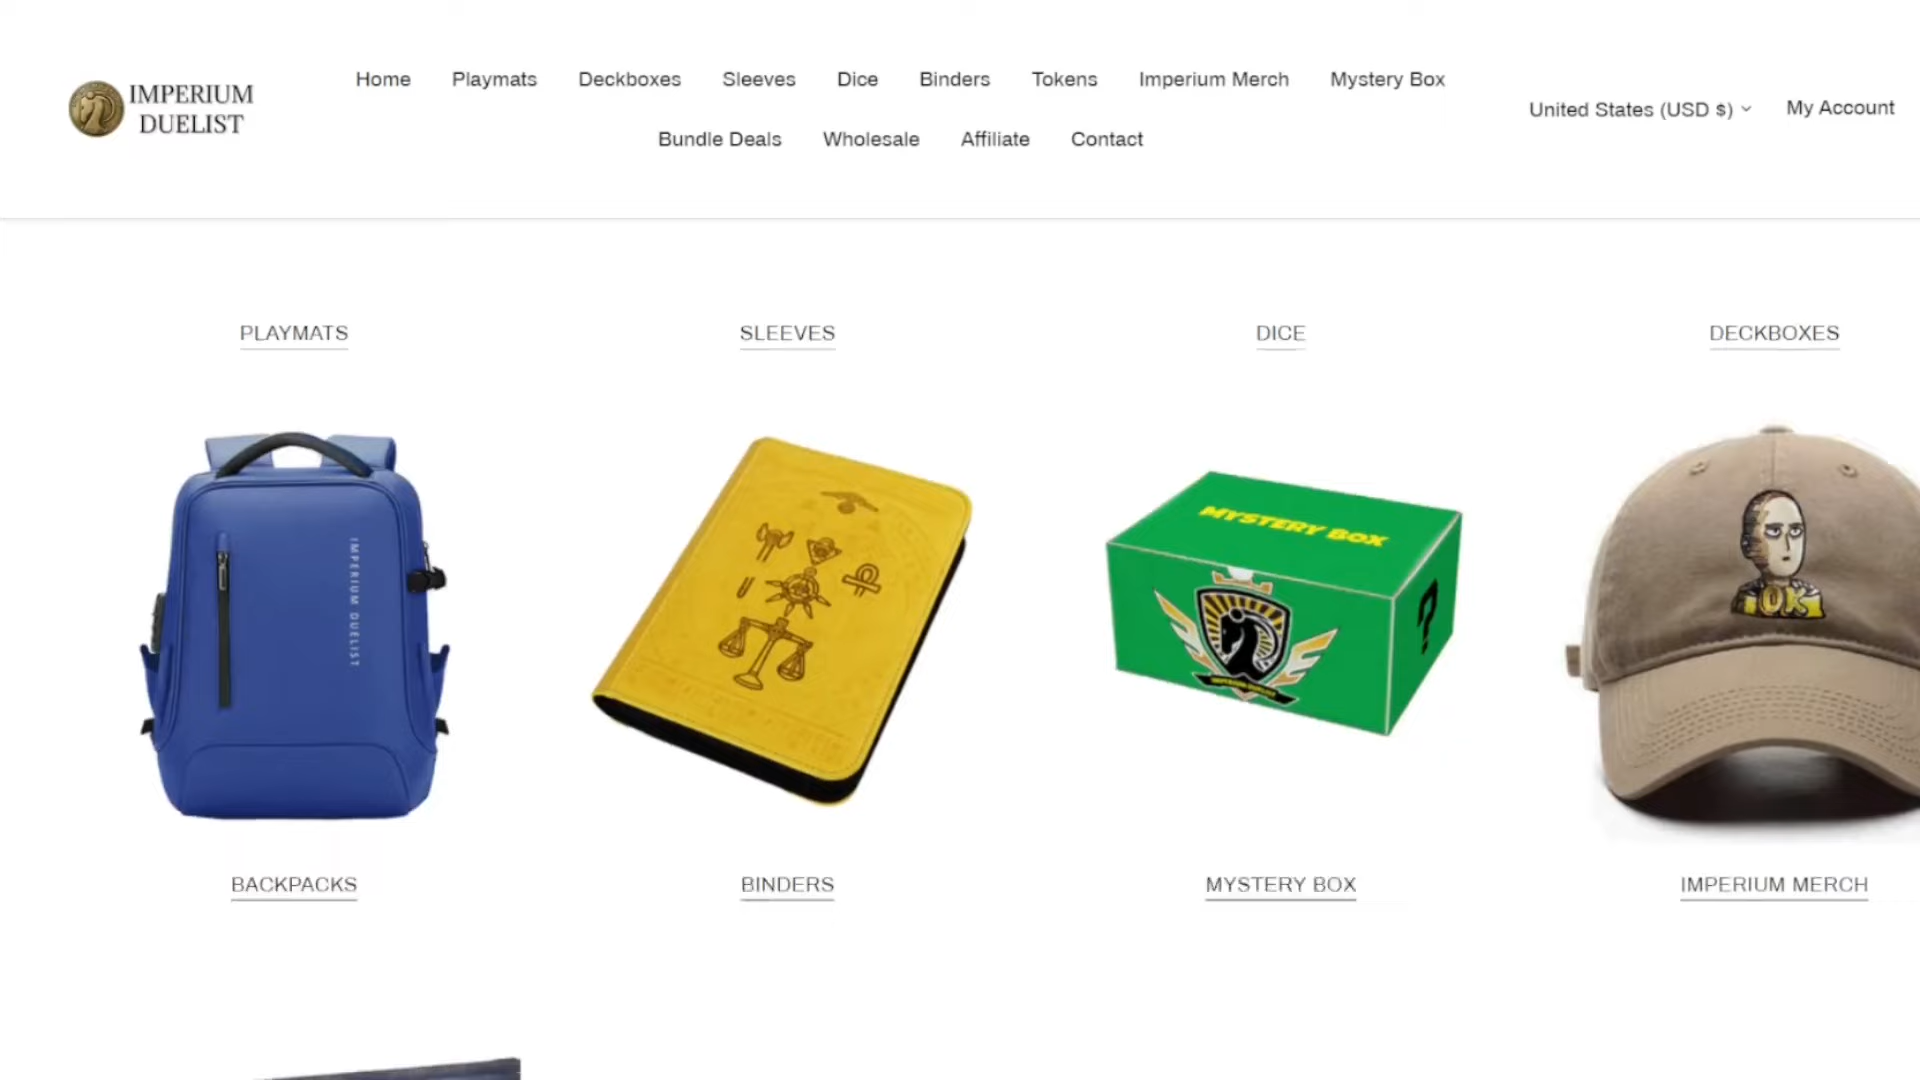 IMPERIUM
DUELIST
Home Playmats Deckboxes Sleeves Dice Binders Tokens Imperium Merch Mystery Box
Bundle Deals Wholesale Affiliate Contact
United States (USD $) My Account
PLAYMATS SLEEVES DICE DECKBOXES
IMPERIUM DUELIST
MYSTERY BOX
?
IMPERIUM DUELIST
OK
BACKPACKS BINDERS MYSTERY BOX IMPERIUM MERCH